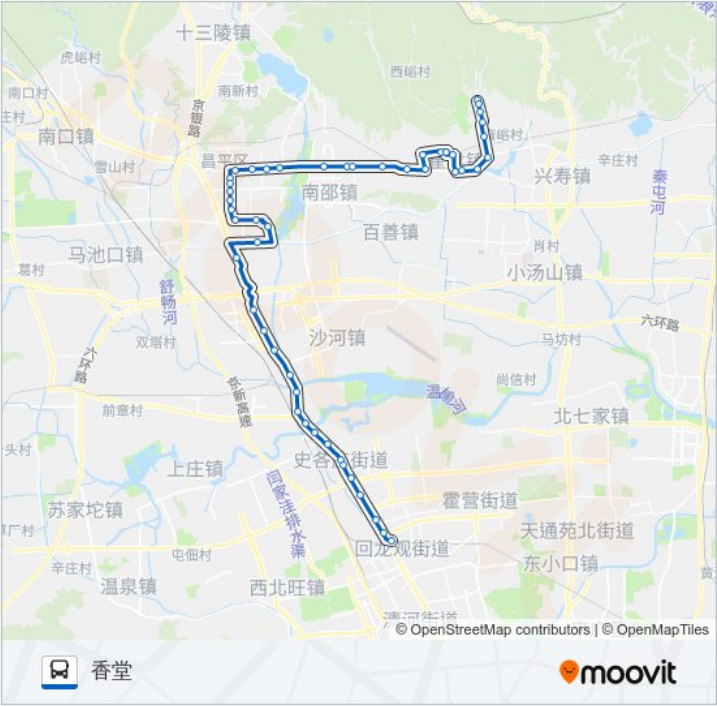 十三陵镇
虎峪村
西峪村
南口村
南新村
京银路
庄村
南口镇
昌平区
雪山村
辛庄村
兴寿镇
秦屯河
南邵镇
百善镇
肖村
马池口镇
葛村
小汤山镇
舒畅河
六环路
双塔村
沙河镇
马坊村
六环路
京新高速
尚信村
温榆河
前章村
北七家镇
头村
上庄镇
闫家洼排水渠
霍营街道
苏家坨镇
天通苑北街道
屯佃村
回龙观街道
东小口镇
辛庄村
温泉镇
西北旺镇
黄
清河街道
© OpenStreetMap contributors | © OpenMapTiles
香堂
moovit